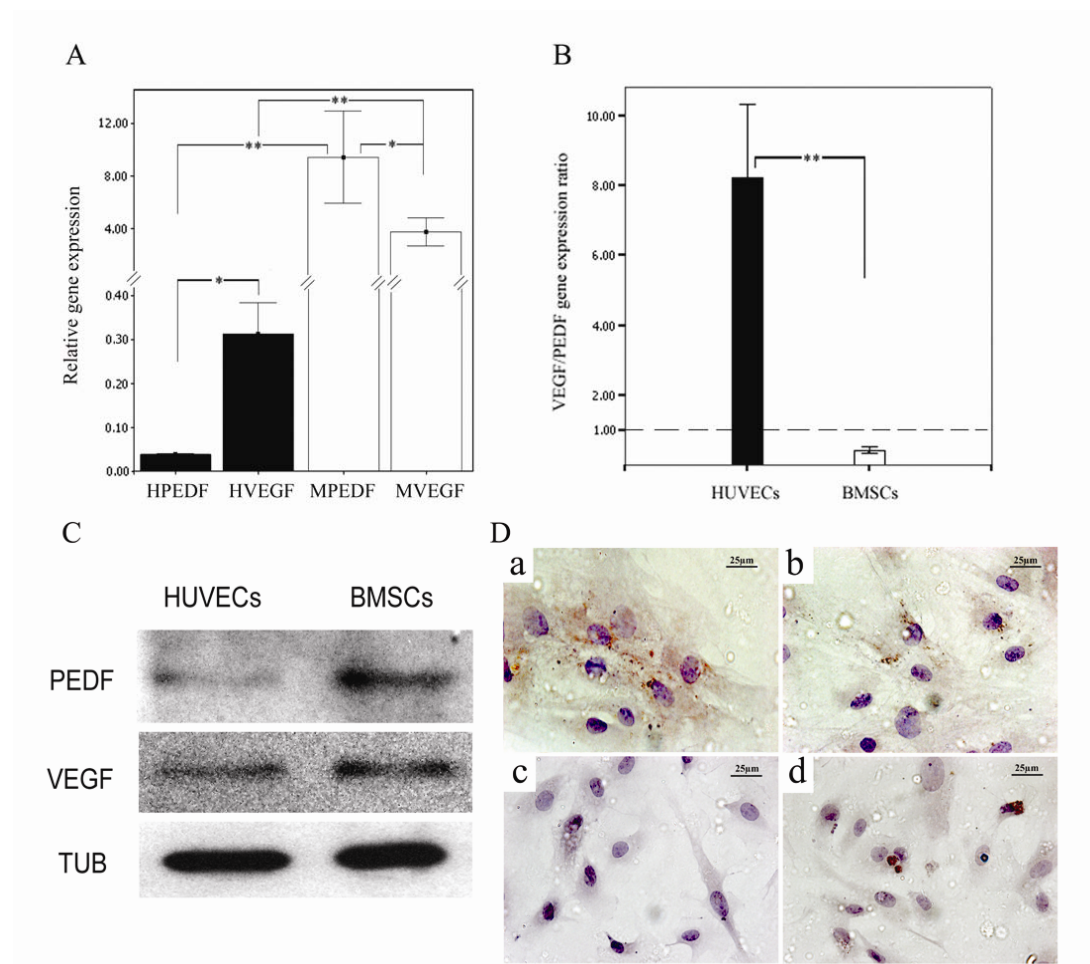 A
Relative gene expression
12.00
8.00
4.00
0.40
0.30
0.20
0.10
0.00
**
**
*
*
HPEDF HVEGF MPEDF MVEGF
B
VEGF/PEDF gene expression ratio
10.00
8.00
6.00
4.00
2.00
1.00
**
HUVECs BMSCs
C
HUVECs BMSCs
PEDF
VEGF
TUB
D
a 25µm
b 25µm
c 25µm
d 25µm